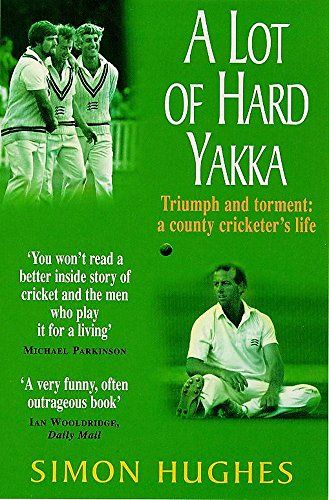 A LOT
OF HARD
YAKKA
Triumph and torment:
a county cricketer's life
'You won't read a
better inside story of
cricket and the men
who play
it for a living'
MICHAEL PARKINSON
'A very funny, often
outrageous book'
IAN WOOLDRIDGE,
Daily Mail
SIMON HUGHES